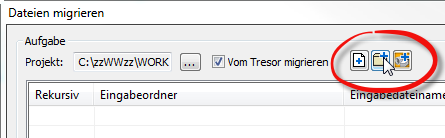 Dateien migrieren
Aufgabe
Projekt: C:\zzWWzz\WORK ... Vom Tresor migrieren
Rekursiv Eingabeordner Eingabedateiname